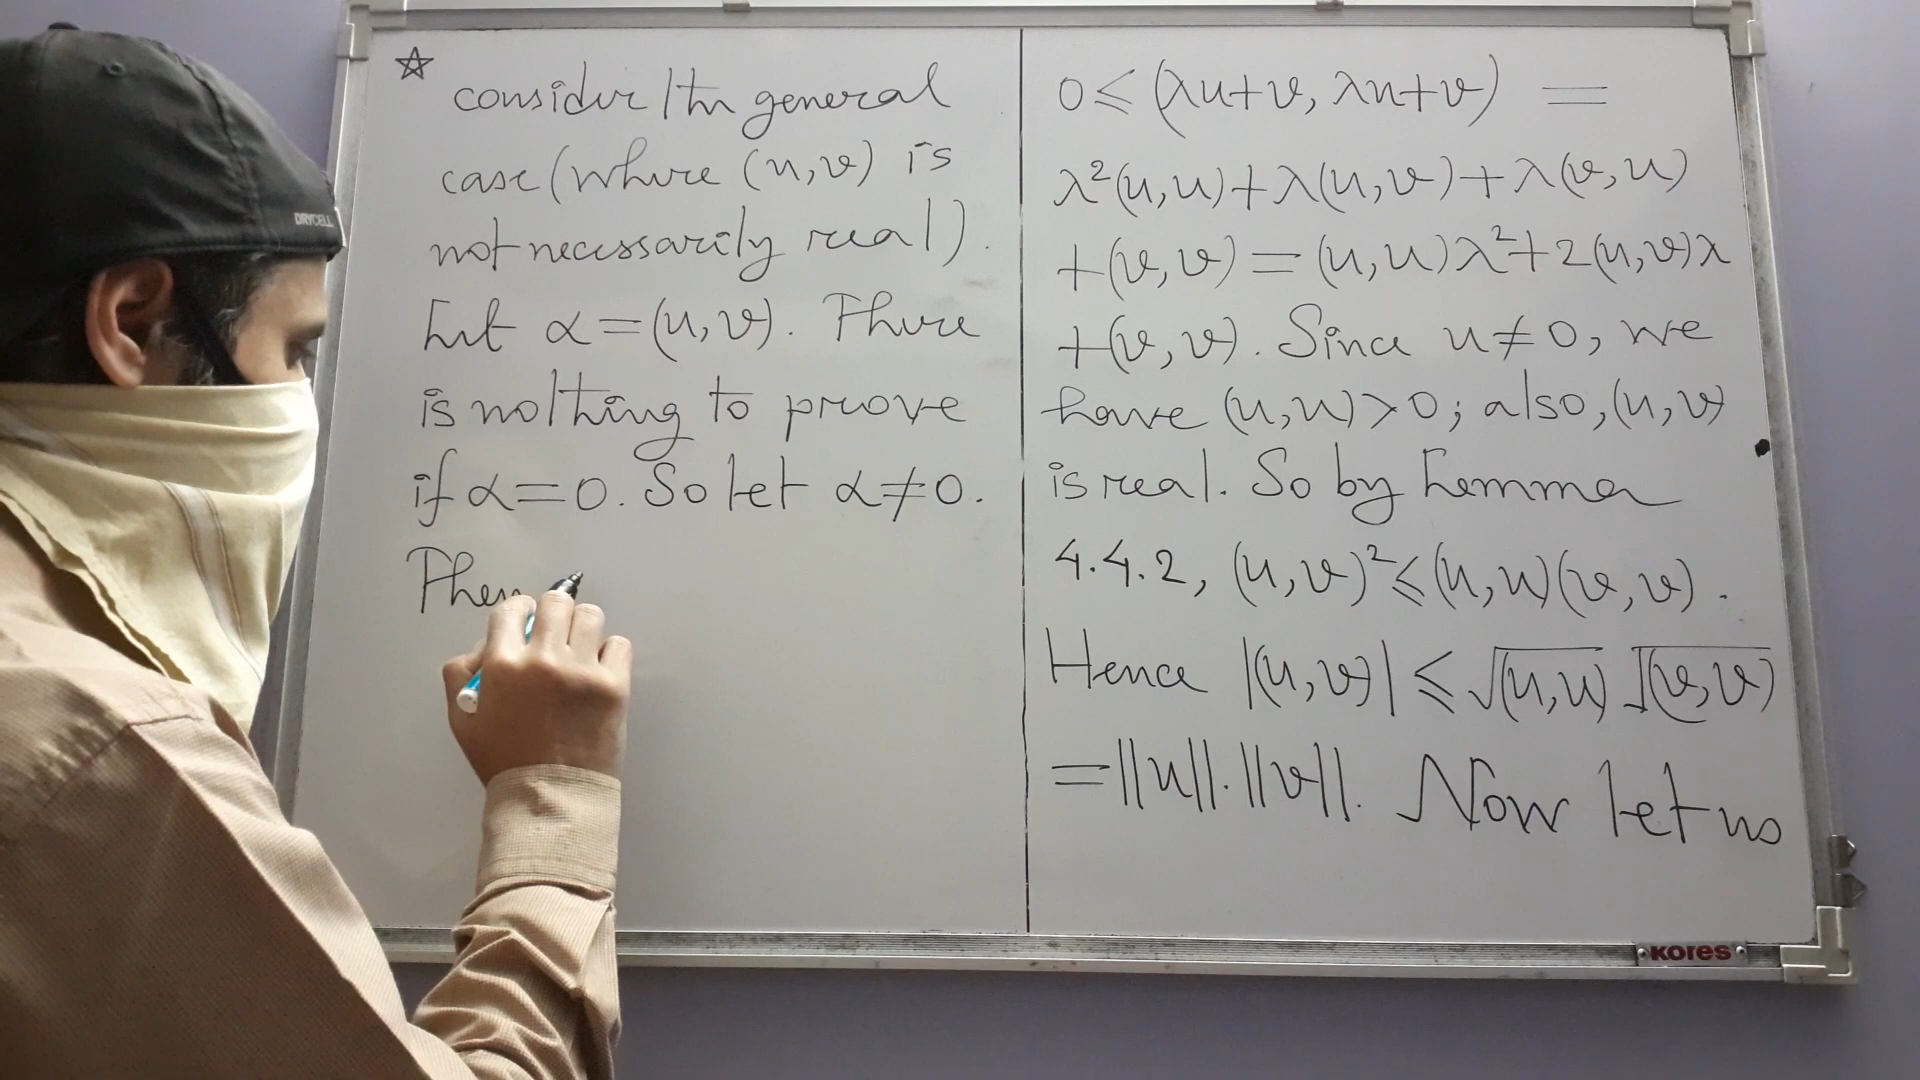 ☆
consider the general
case (where (u,v) is
not necessarily real).
Let α = (u,v). There
is nothing to prove
if α = 0. So let α ≠ 0.
Then
0 ≤ (λu+v, λu+v) =
λ²(u,u)+λ(u,v)+λ(v,u)
+(v,v) = (u,u)λ²+2(u,v)λ
+(v,v). Since u ≠ 0, we
have (u,u)>0; also, (u,v)
is real. So by Lemma
4.4.2, (u,v)² ≤ (u,u)(v,v).
Hence |(u,v)| ≤ √(u,u) √(v,v)
= ||u||.||v||. Now let us
DRYCELL
KORES